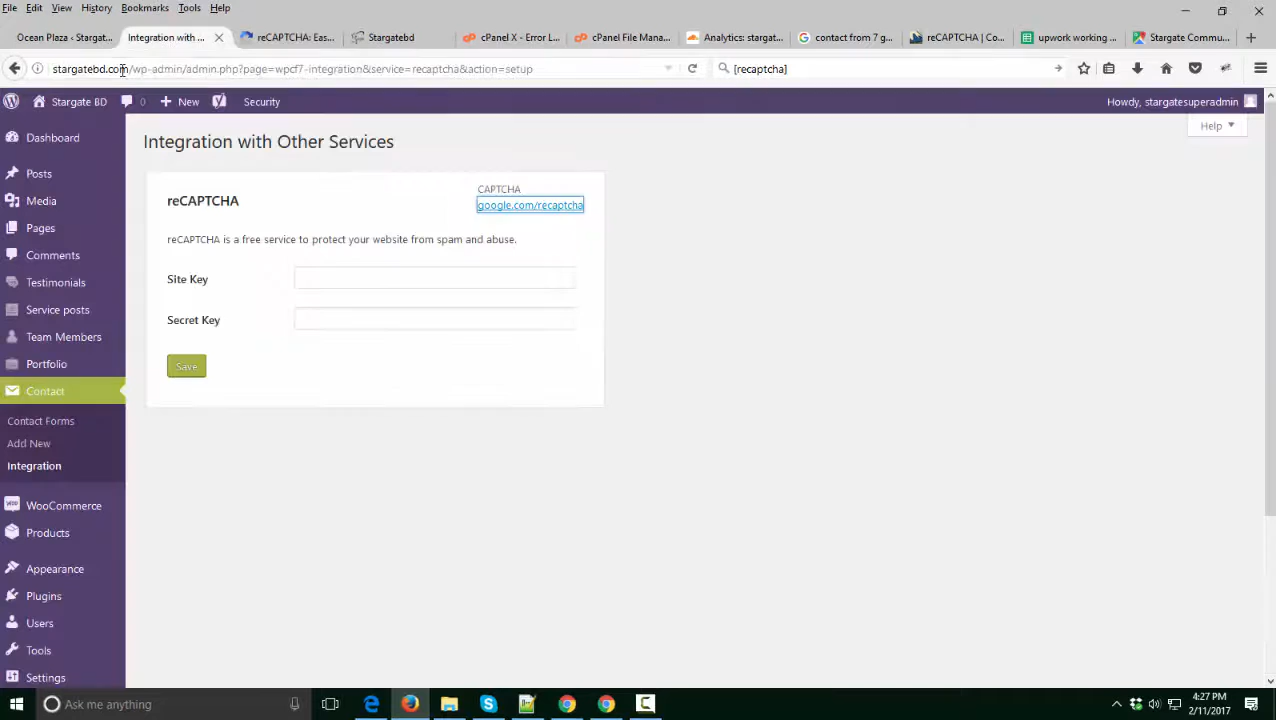 File Edit View History Bookmarks Tools Help
Ocean Plaza ‹ Stargat... Integration with ... reCAPTCHA: Eas... Stargatebd cPanel X - Error L... cPanel File Mana... Analytics: stargat... contact from 7 g... reCAPTCHA | Co... upwork working ... Stargate Commu...
stargatebd.com/wp-admin/admin.php?page=wpcf7-integration&service=recaptcha&action=setup [recaptcha]
Stargate BD 0 New Security Howdy, stargatesuperadmin
Help
Integration with Other Services
Dashboard
Posts
Media
Pages
Comments
Testimonials
Service posts
Team Members
Portfolio
Contact
Contact Forms
Add New
Integration
WooCommerce
Products
Appearance
Plugins
Users
Tools
Settings
reCAPTCHA
CAPTCHA
google.com/recaptcha
reCAPTCHA is a free service to protect your website from spam and abuse.
Site Key
Secret Key
Save
Ask me anything
4:27 PM
2/11/2017